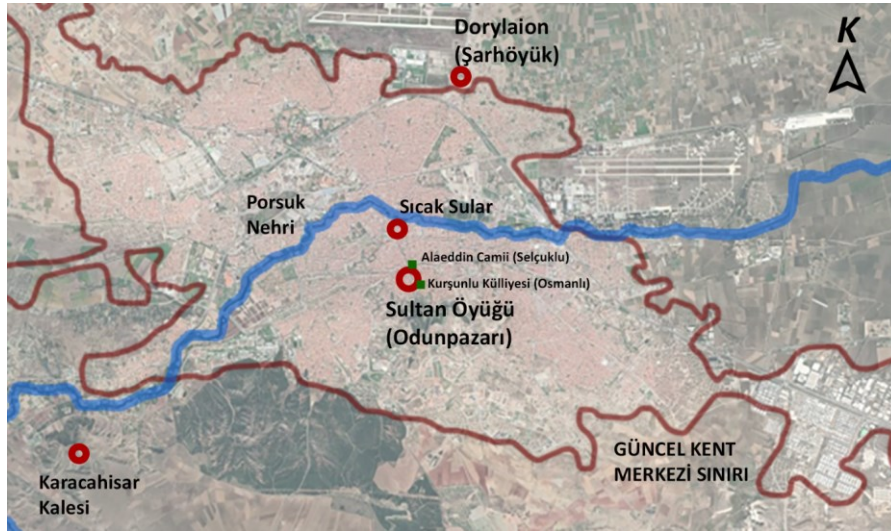 Dorylaion
(Şarhöyük)
K
Porsuk
Nehri
Sıcak Sular
Alaeddin Camii (Selçuklu)
Kurşunlu Külliyesi (Osmanlı)
Sultan Öyüğü
(Odunpazarı)
GÜNCEL KENT
MERKEZİ SINIRI
Karacahisar
Kalesi